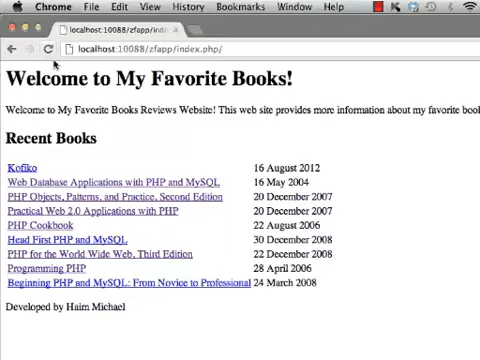 Chrome File Edit View History Bookmarks Window Help
localhost:10088/zfapp/index
localhost:10088/zfapp/index.php/
Welcome to My Favorite Books!
Welcome to My Favorite Books Reviews Website! This web site provides more information about my favorite book
Recent Books
Kofiko 16 August 2012
Web Database Applications with PHP and MySQL 16 May 2004
PHP Objects, Patterns, and Practice, Second Edition 20 December 2007
Practical Web 2.0 Applications with PHP 20 December 2007
PHP Cookbook 22 August 2006
Head First PHP and MySQL 30 December 2008
PHP for the World Wide Web, Third Edition 22 December 2008
Programming PHP 28 April 2006
Beginning PHP and MySQL: From Novice to Professional 24 March 2008
Developed by Haim Michael